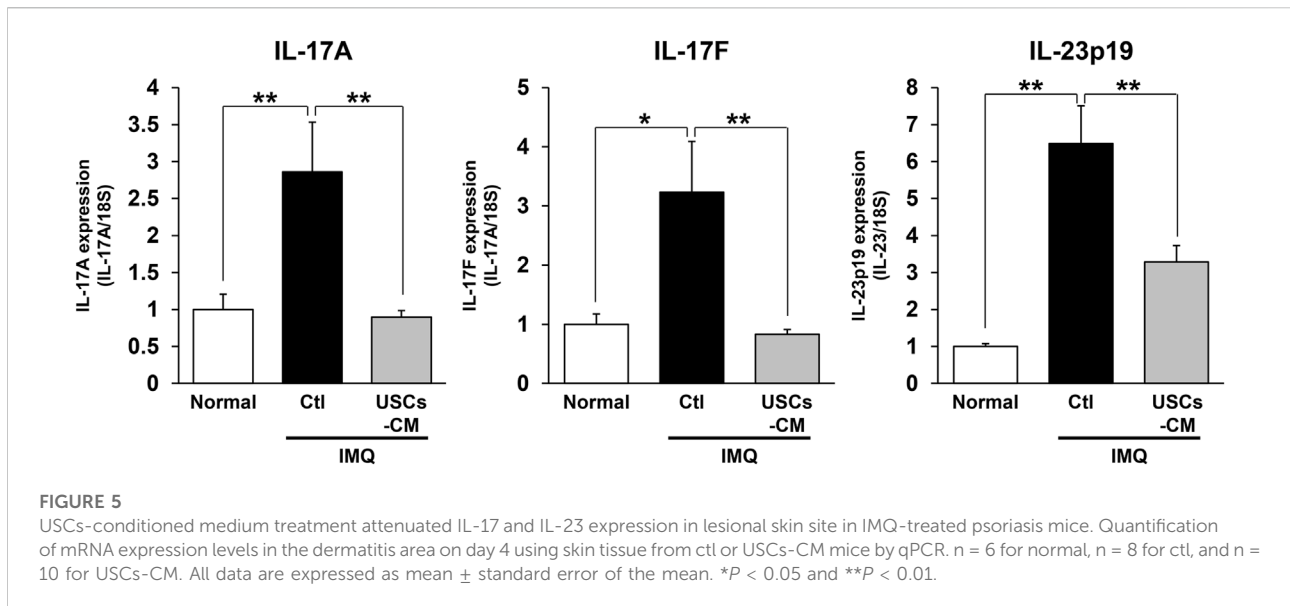 IL-17A
IL-17A expression
(IL-17A/18S)
4
3.5
3
2.5
2
1.5
1
0.5
0
**
**
Normal
Ctl
USCs
-CM
IMQ
IL-17F
IL-17F expression
(IL-17A/18S)
5
4
3
2
1
0
*
**
Normal
Ctl
USCs
-CM
IMQ
IL-23p19
IL-23p19 expression
(IL-23/18S)
8
7
6
5
4
3
2
1
0
**
**
Normal
Ctl
USCs
-CM
IMQ
FIGURE 5
USCs-conditioned medium treatment attenuated IL-17 and IL-23 expression in lesional skin site in IMQ-treated psoriasis mice. Quantification
of mRNA expression levels in the dermatitis area on day 4 using skin tissue from ctl or USCs-CM mice by qPCR. n = 6 for normal, n = 8 for ctl, and n =
10 for USCs-CM. All data are expressed as mean ± standard error of the mean. *P < 0.05 and **P < 0.01.